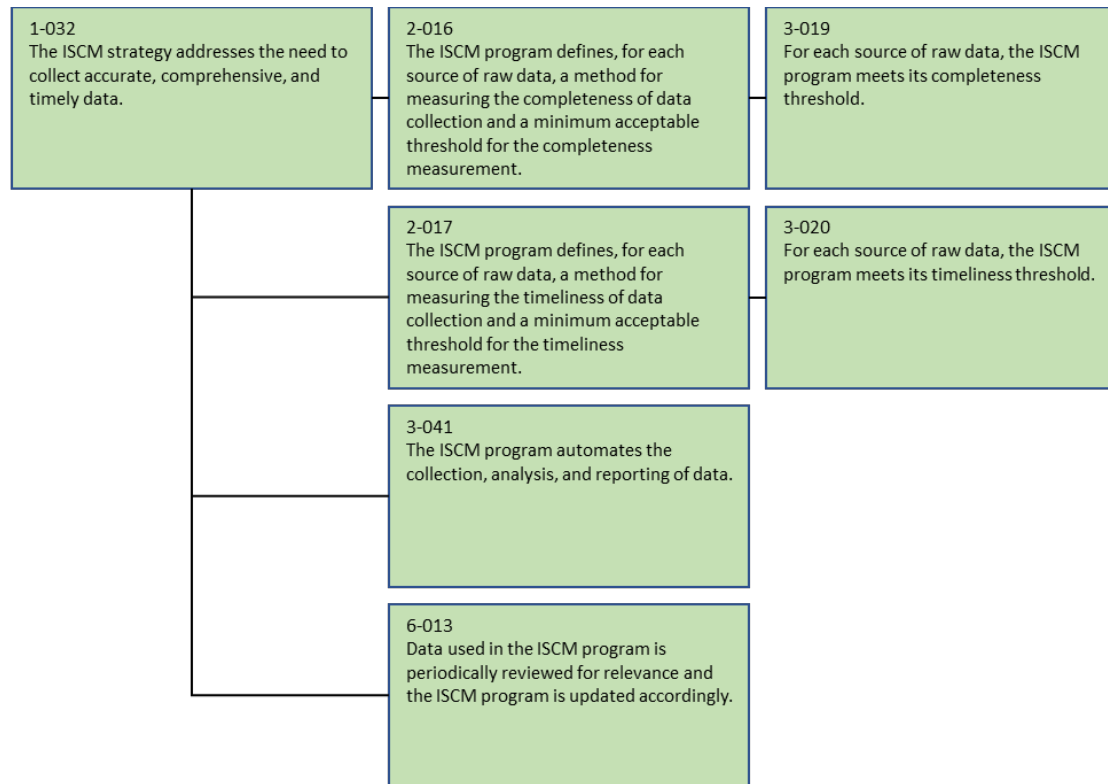 1-032
The ISCM strategy addresses the need to
collect accurate, comprehensive, and
timely data.
2-016
The ISCM program defines, for each
source of raw data, a method for
measuring the completeness of data
collection and a minimum acceptable
threshold for the completeness
measurement.
3-019
For each source of raw data, the ISCM
program meets its completeness
threshold.
2-017
The ISCM program defines, for each
source of raw data, a method for
measuring the timeliness of data
collection and a minimum acceptable
threshold for the timeliness
measurement.
3-020
For each source of raw data, the ISCM
program meets its timeliness threshold.
3-041
The ISCM program automates the
collection, analysis, and reporting of data.
6-013
Data used in the ISCM program is
periodically reviewed for relevance and
the ISCM program is updated accordingly.